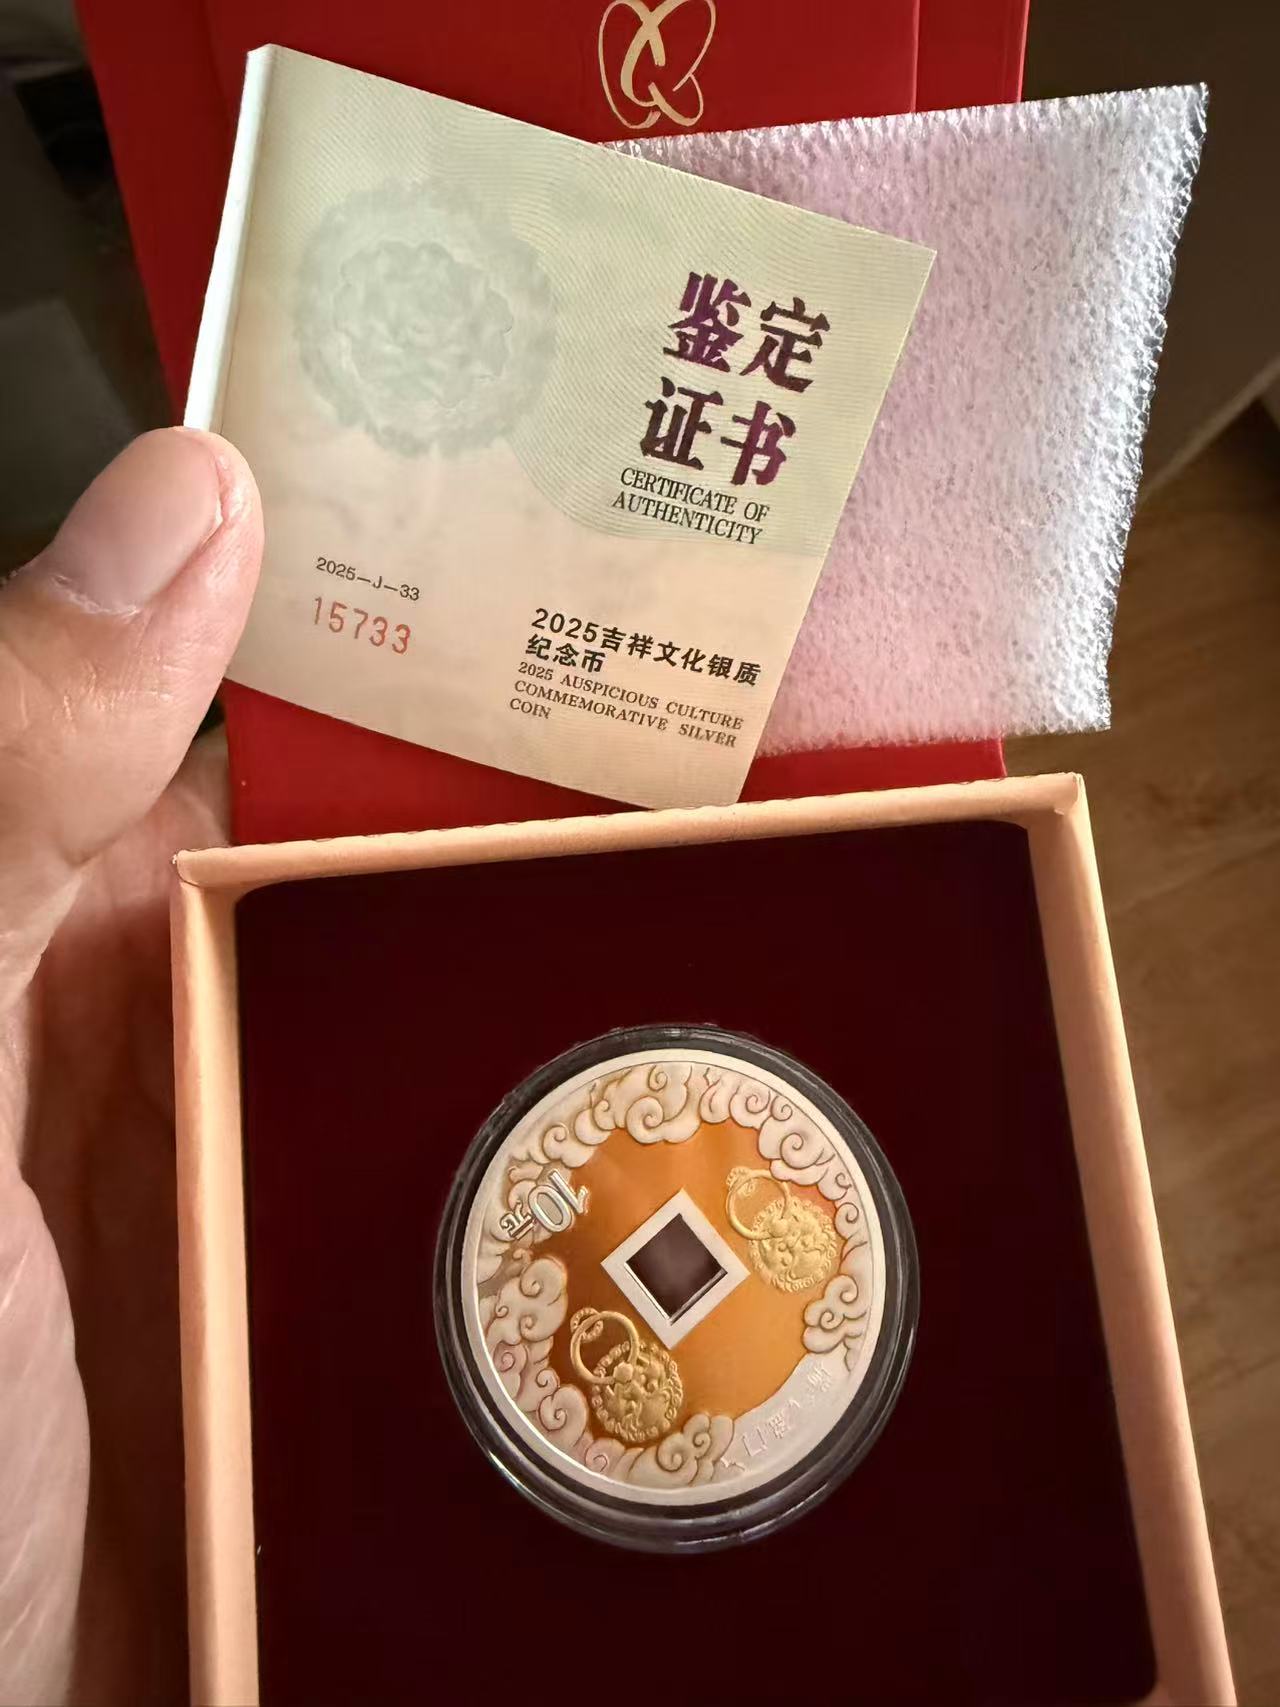 鉴定
证书
CERTIFICATE OF
AUTHENTICITY
2025-J-33
15733
2025吉祥文化银质
纪念币
2025 AUSPICIOUS CULTURE
COMMEMORATIVE SILVER
COIN
10元